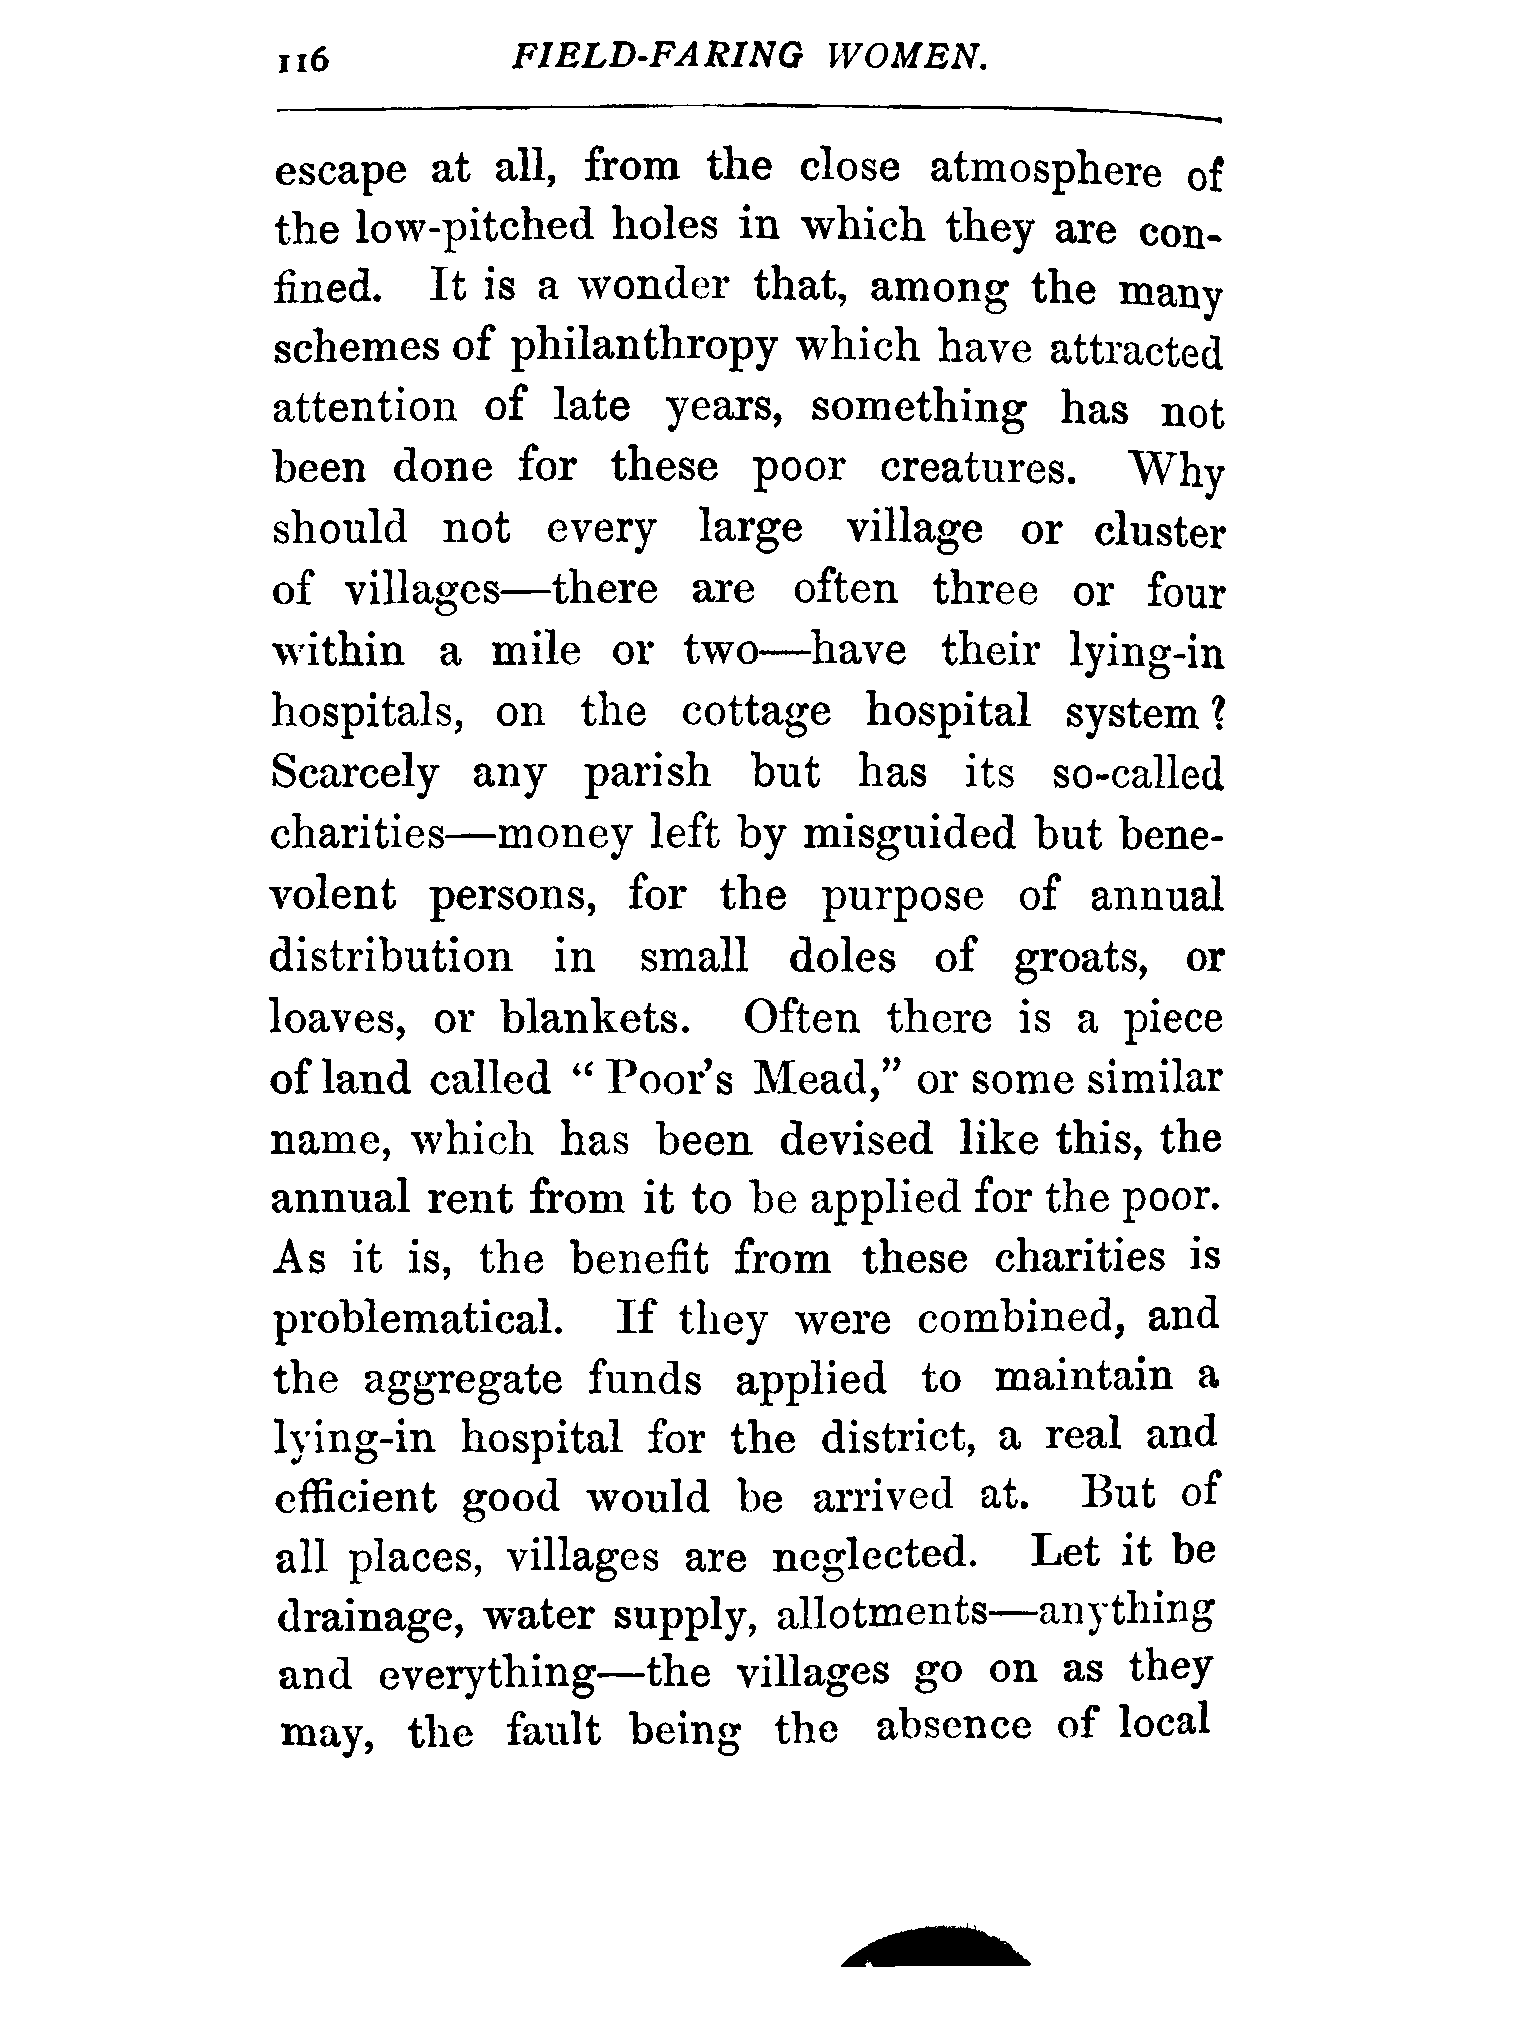 116 FIELD-FARING WOMEN.
escape at all, from the close atmosphere of
the low-pitched holes in which they are con-
fined. It is a wonder that, among the many
schemes of philanthropy which have attracted
attention of late years, something has not
been done for these poor creatures. Why
should not every large village or cluster
of villages—there are often three or four
within a mile or two—have their lying-in
hospitals, on the cottage hospital system?
Scarcely any parish but has its so-called
charities—money left by misguided but bene-
volent persons, for the purpose of annual
distribution in small doles of groats, or
loaves, or blankets. Often there is a piece
of land called “Poor’s Mead,” or some similar
name, which has been devised like this, the
annual rent from it to be applied for the poor.
As it is, the benefit from these charities is
problematical. If they were combined, and
the aggregate funds applied to maintain a
lying-in hospital for the district, a real and
efficient good would be arrived at. But of
all places, villages are neglected. Let it be
drainage, water supply, allotments—anything
and everything—the villages go on as they
may, the fault being the absence of local